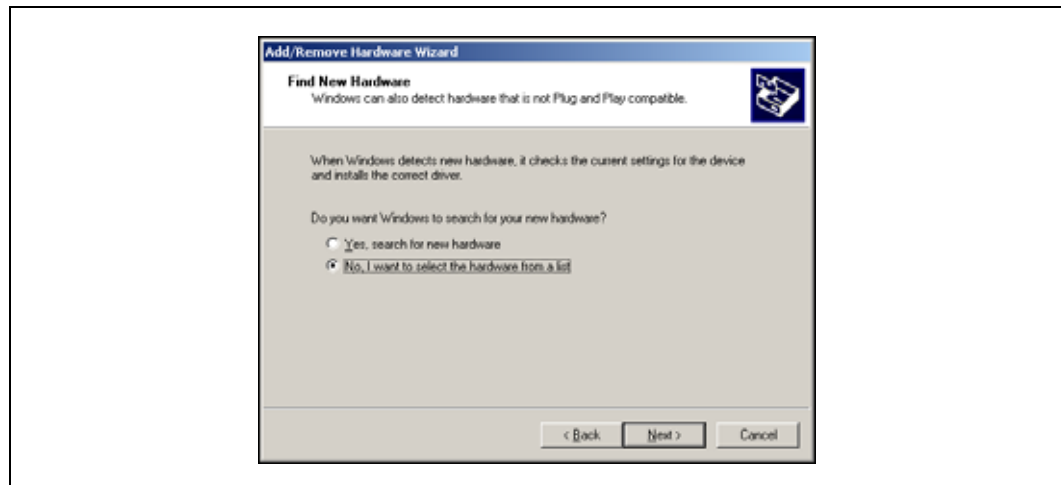 Add/Remove Hardware Wizard
Find New Hardware
Windows can also detect hardware that is not Plug and Play compatible.
When Windows detects new hardware, it checks the current settings for the device
and installs the correct driver.
Do you want Windows to search for your new hardware?
Yes, search for new hardware
No, I want to select the hardware from a list
< Back Next > Cancel